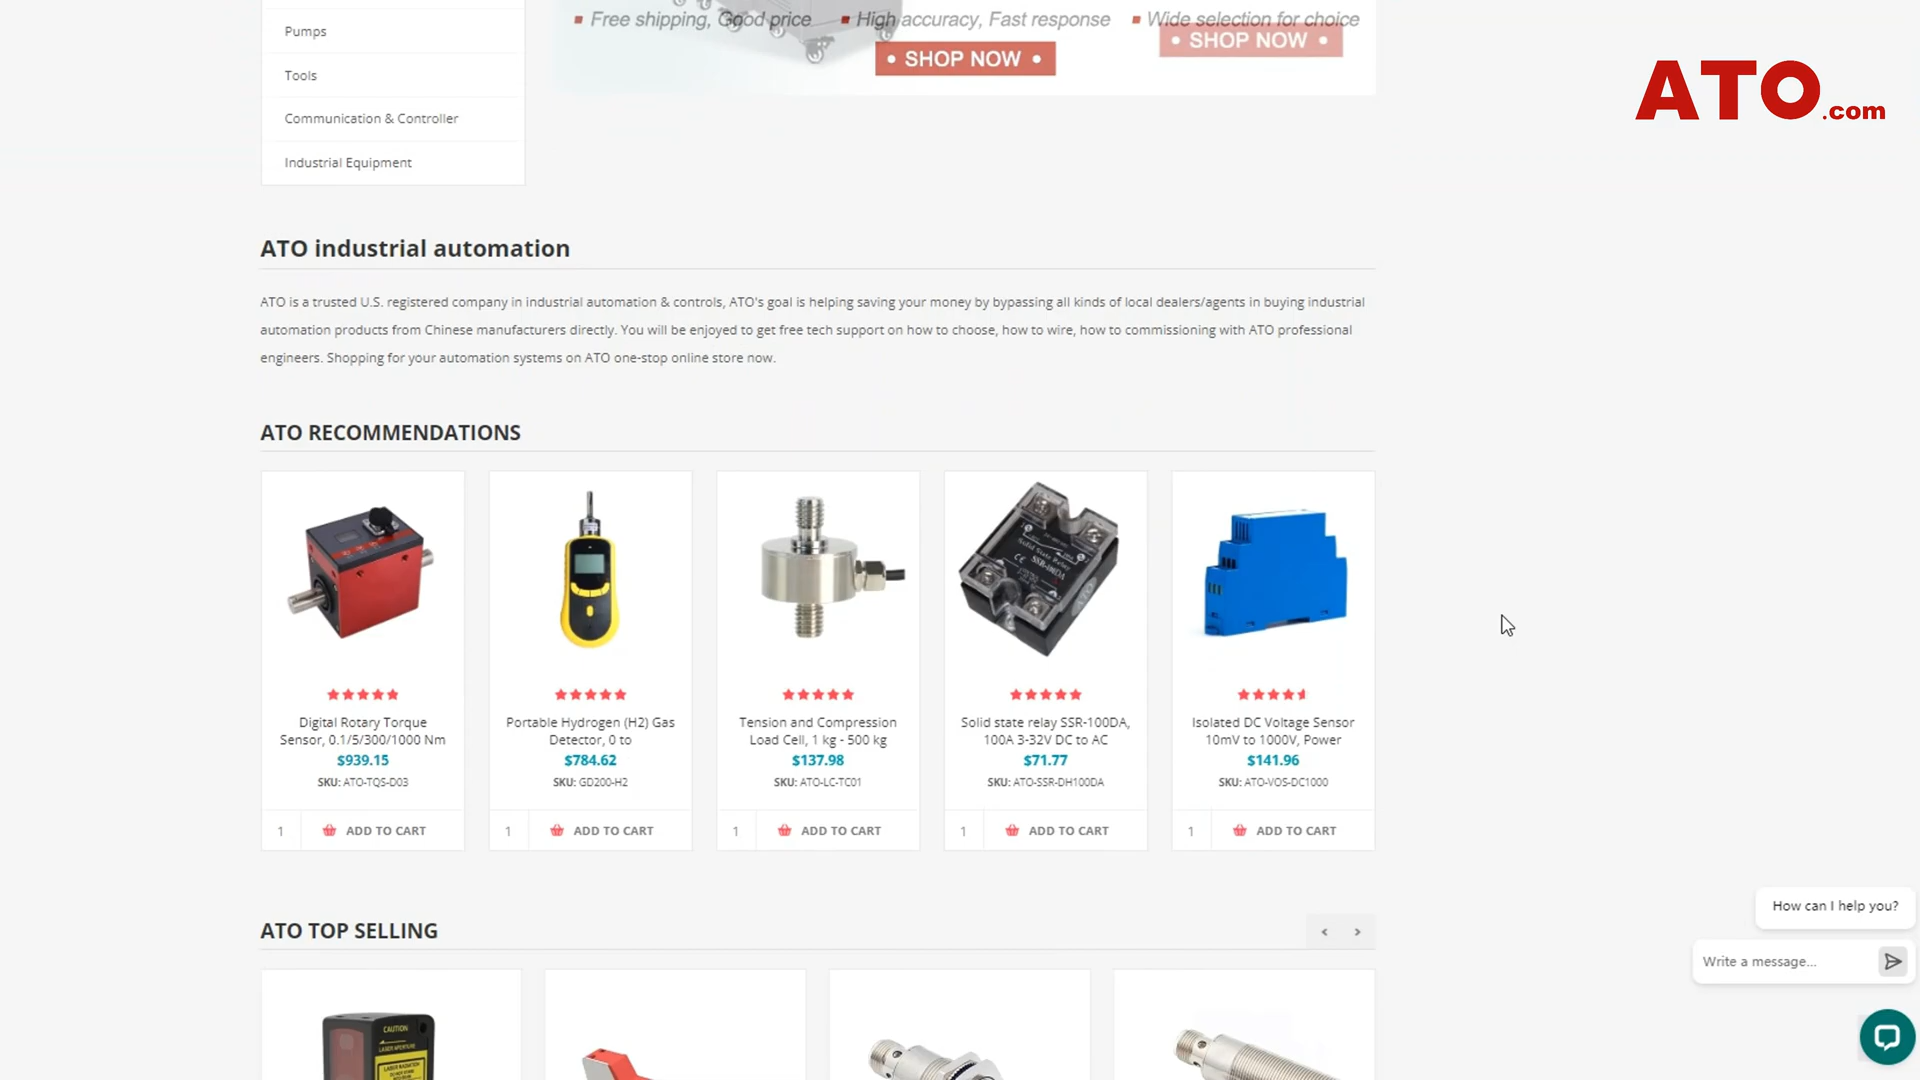 Pumps
Tools
Communication & Controller
Industrial Equipment
Free shipping, Good price
High accuracy, Fast response
Wide selection for choice
• SHOP NOW •
• SHOP NOW •
ATO.com
ATO industrial automation
ATO is a trusted U.S. registered company in industrial automation & controls, ATO's goal is helping saving your money by bypassing all kinds of local dealers/agents in buying industrial
automation products from Chinese manufacturers directly. You will be enjoyed to get free tech support on how to choose, how to wire, how to commissioning with ATO professional
engineers. Shopping for your automation systems on ATO one-stop online store now.
ATO RECOMMENDATIONS
Solid State Relay
SSR-100DA
Digital Rotary Torque
Sensor, 0.1/5/300/1000 Nm
$939.15
SKU: ATO-TQS-D03
1 ADD TO CART
Portable Hydrogen (H2) Gas
Detector, 0 to
$784.62
SKU: GD200-H2
1 ADD TO CART
Tension and Compression
Load Cell, 1 kg - 500 kg
$137.98
SKU: ATO-LC-TC01
1 ADD TO CART
Solid state relay SSR-100DA,
100A 3-32V DC to AC
$71.77
SKU: ATO-SSR-DH100DA
1 ADD TO CART
Isolated DC Voltage Sensor
10mV to 1000V, Power
$141.96
SKU: ATO-VOS-DC1000
1 ADD TO CART
ATO TOP SELLING
CAUTION
LASER APERTURE
LASER RADIATION
How can I help you?
Write a message...